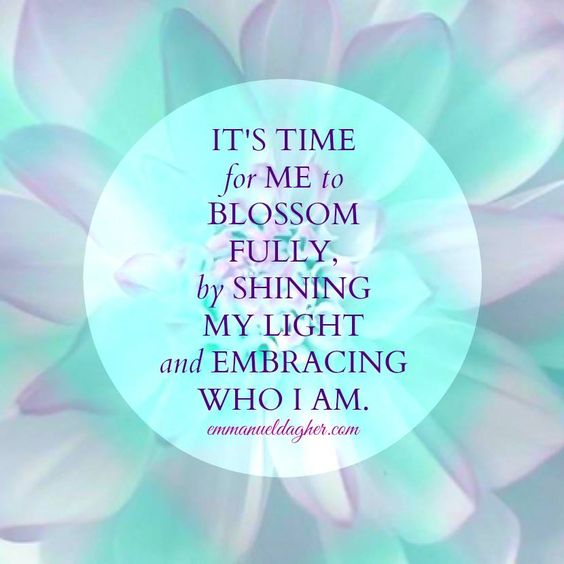 IT'S TIME
for ME to
BLOSSOM
FULLY,
by SHINING
MY LIGHT
and EMBRACING
WHO I AM.
emmanueldagher.com